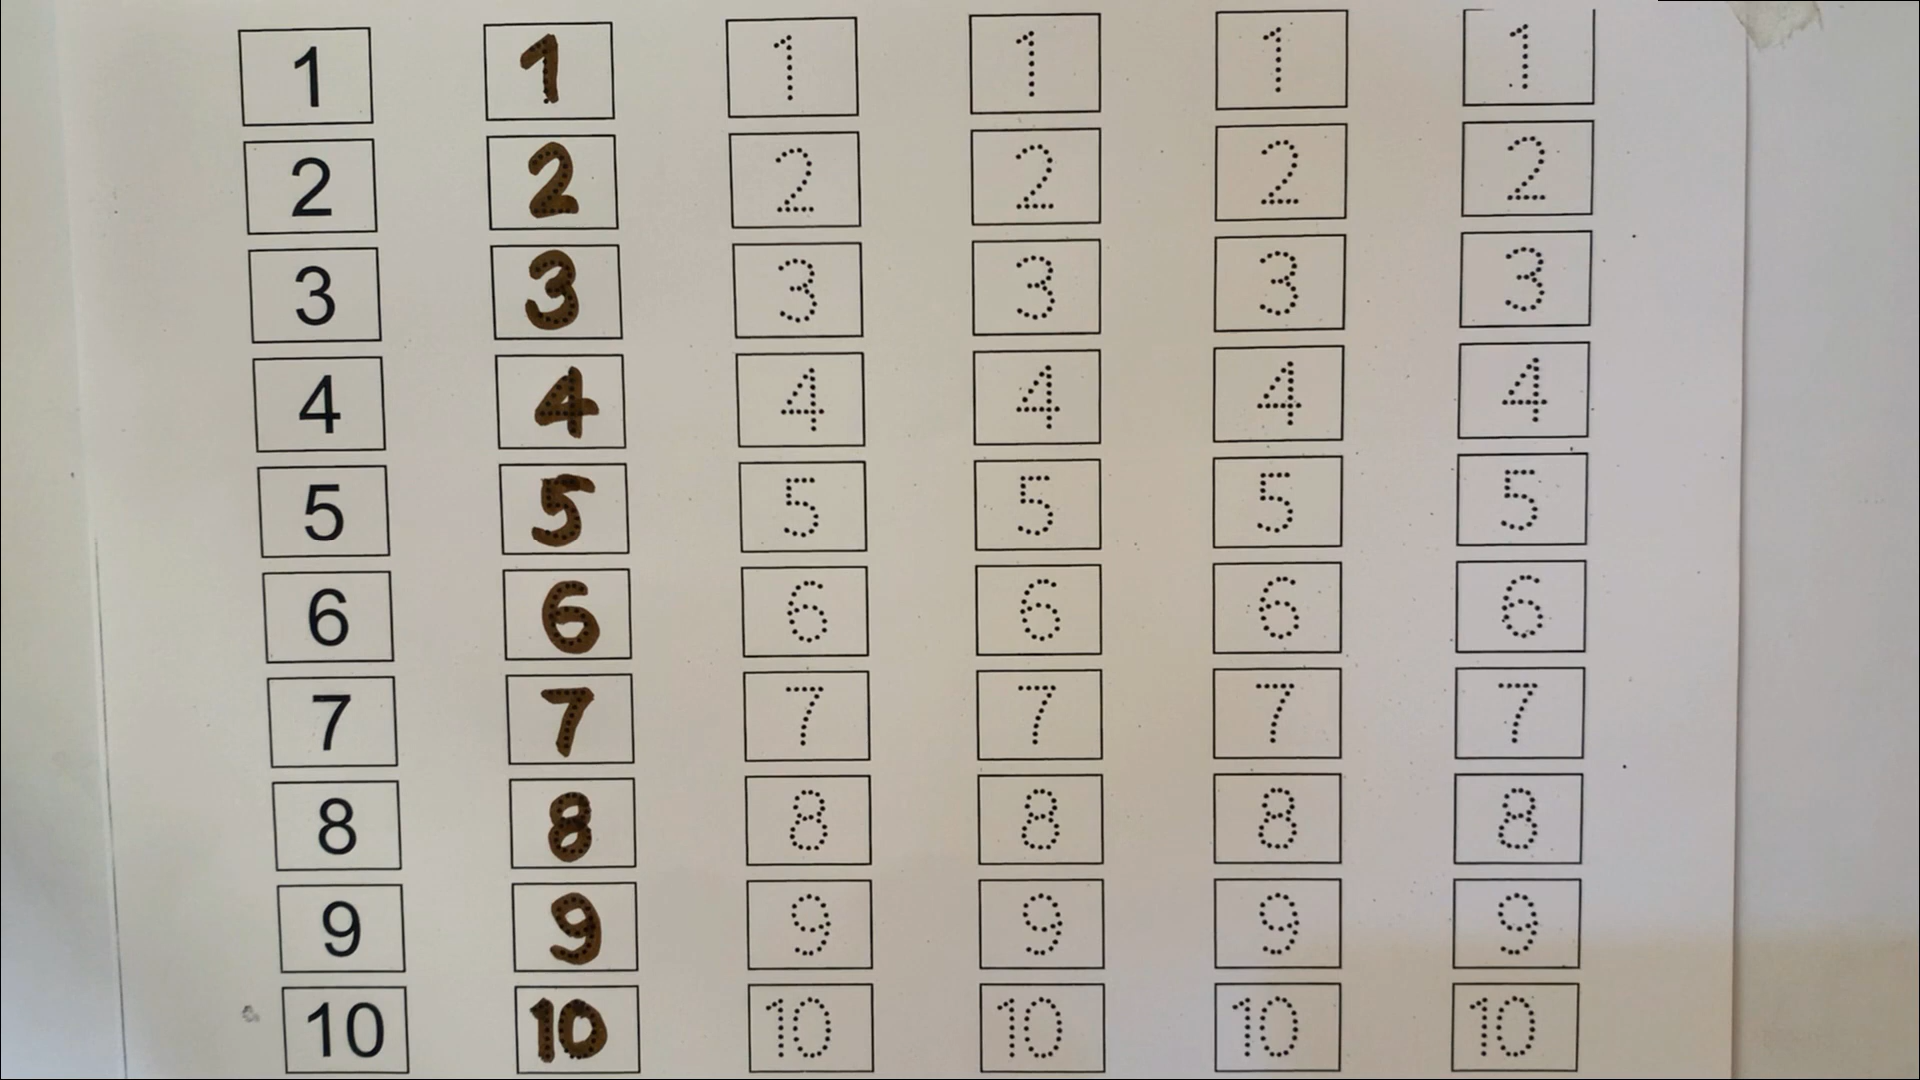 1 1 1 1 1 1
2 2 2 2 2 2
3 3 3 3 3 3
4 4 4 4 4 4
5 5 5 5 5 5
6 6 6 6 6 6
7 7 7 7 7 7
8 8 8 8 8 8
9 9 9 9 9 9
10 10 10 10 10 10